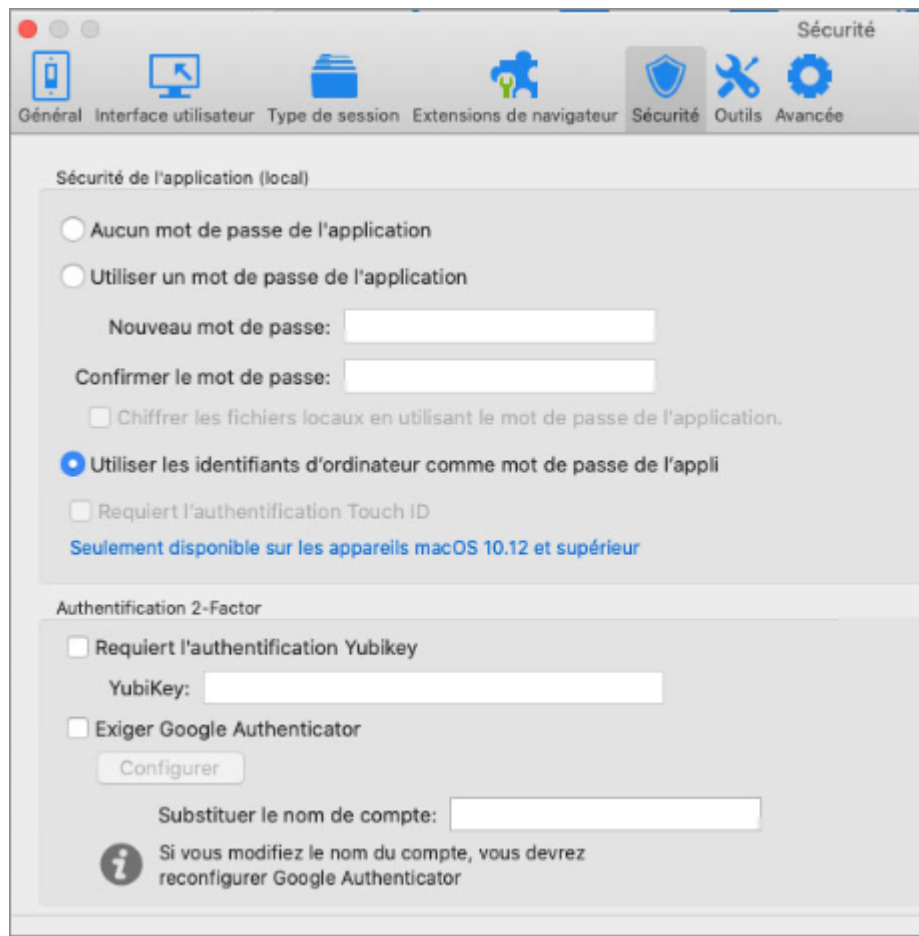 Sécurité
Général Interface utilisateur Type de session Extensions de navigateur Sécurité Outils Avancée
Sécurité de l'application (local)
Aucun mot de passe de l'application
Utiliser un mot de passe de l'application
Nouveau mot de passe:
Confirmer le mot de passe:
Chiffrer les fichiers locaux en utilisant le mot de passe de l'application.
Utiliser les identifiants d'ordinateur comme mot de passe de l'appli
Requiert l'authentification Touch ID
Seulement disponible sur les appareils macOS 10.12 et supérieur
Authentification 2-Factor
Requiert l'authentification Yubikey
YubiKey:
Exiger Google Authenticator
Configurer
Substituer le nom de compte:
Si vous modifiez le nom du compte, vous devrez
reconfigurer Google Authenticator